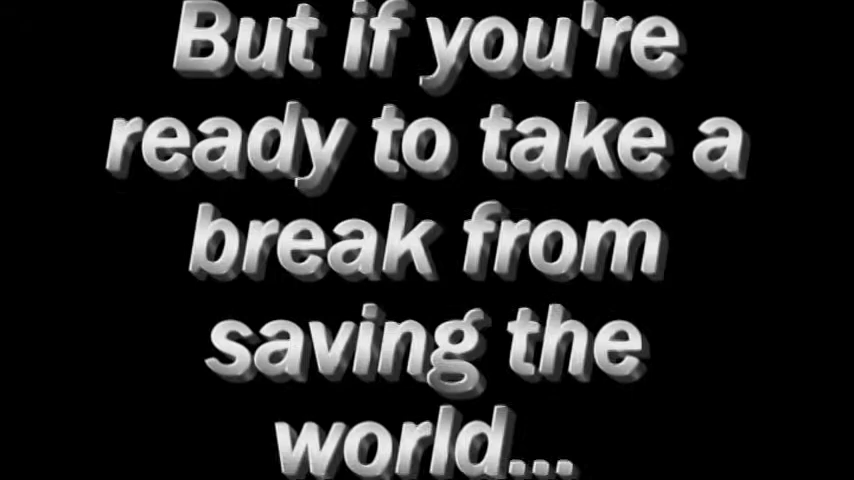 But if you're
ready to take a
break from
saving the
world...